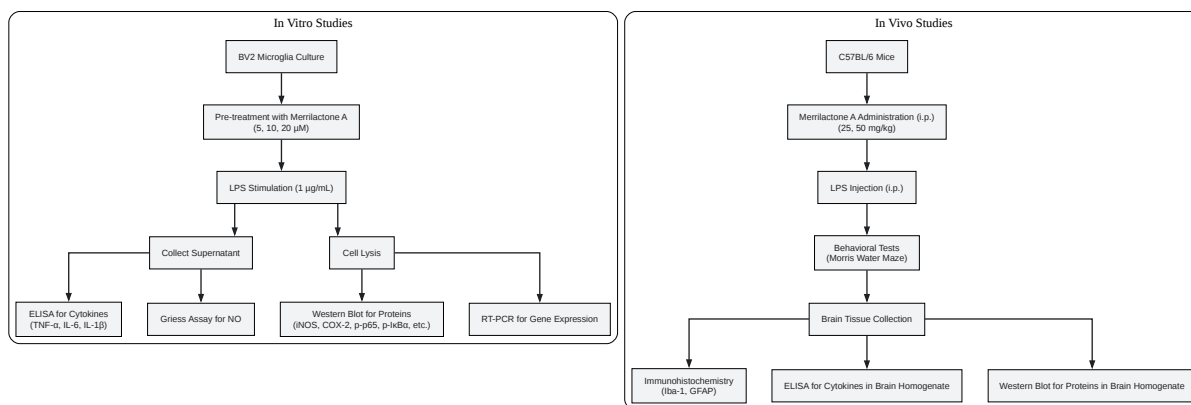 In Vitro Studies
BV2 Microglia Culture
Pre-treatment with Merrilactone A
(5, 10, 20 µM)
LPS Stimulation (1 µg/mL)
Collect Supernatant
Cell Lysis
ELISA for Cytokines
(TNF-α, IL-6, IL-1β)
Griess Assay for NO
Western Blot for Proteins
(iNOS, COX-2, p-p65, p-IκBα, etc.)
RT-PCR for Gene Expression
In Vivo Studies
C57BL/6 Mice
Merrilactone A Administration (i.p.)
(25, 50 mg/kg)
LPS Injection (i.p.)
Behavioral Tests
(Morris Water Maze)
Brain Tissue Collection
Immunohistochemistry
(Iba-1, GFAP)
ELISA for Cytokines in Brain Homogenate
Western Blot for Proteins in Brain Homogenate